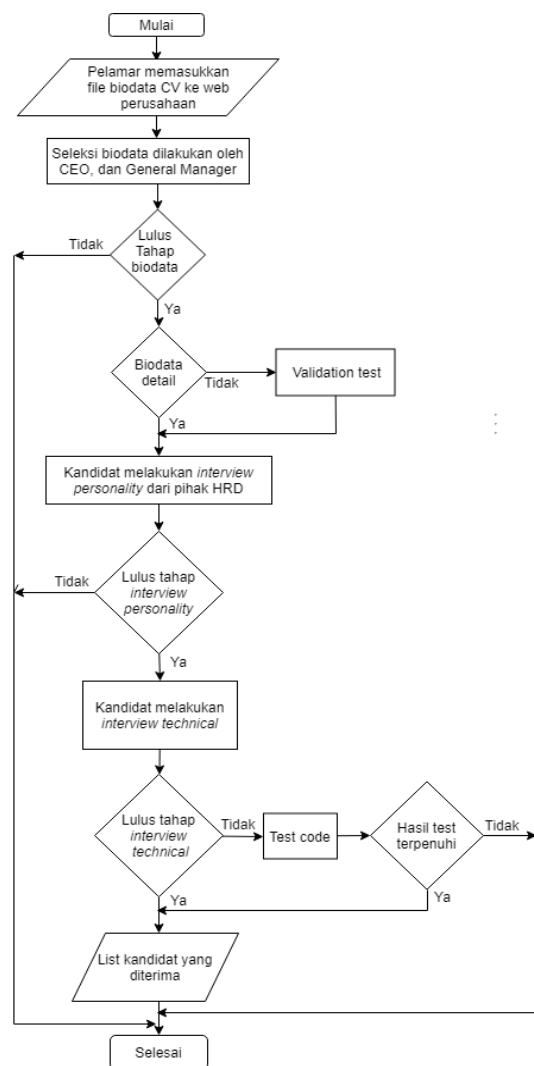 Mulai
Pelamar memasukkan
file biodata CV ke web
perusahaan
Seleksi biodata dilakukan oleh
CEO, dan General Manager
Lulus
Tahap
biodata
Tidak
Ya
Biodata
detail
Tidak
Validation test
Ya
Kandidat melakukan interview
personality dari pihak HRD
Lulus tahap
interview
personality
Tidak
Ya
Kandidat melakukan
interview technical
Lulus tahap
interview
technical
Tidak
Test code
Hasil test
terpenuhi
Tidak
Ya
Ya
List kandidat yang
diterima
Selesai